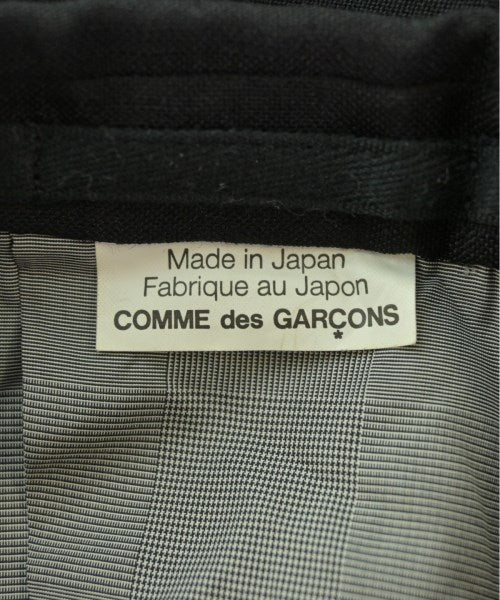 Made in Japan
Fabrique au Japon
COMME des GARÇONS
*